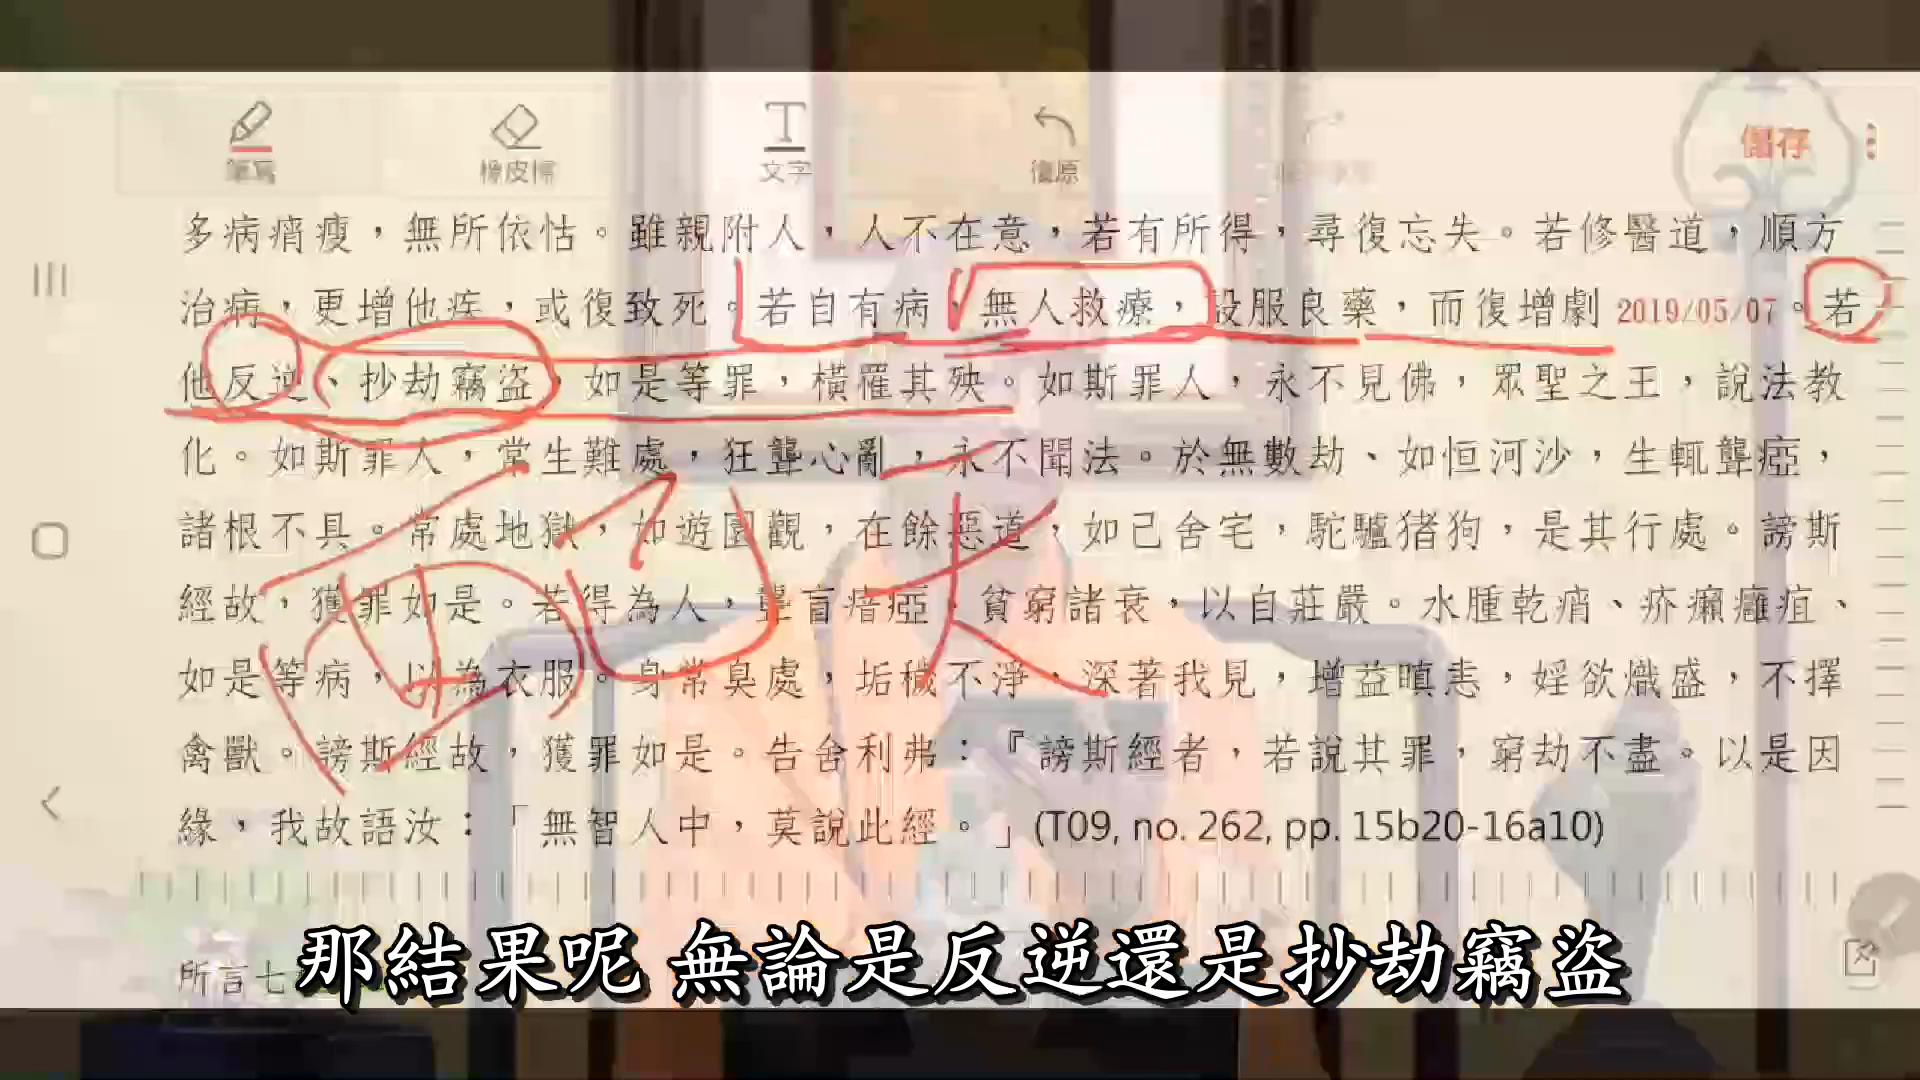 筆寫
橡皮擦
文字
復原
儲存
多病痟瘦，無所依怙。雖親附人，人不在意，若有所得，尋復忘失。若修醫道，順方
治病，更增他疾，或復致死。若自有病，無人救療，設服良藥，而復增劇 2019/05/07。若
他反逆、抄劫竊盜，如是等罪，橫罹其殃。如斯罪人，永不見佛，眾聖之王，說法教
化。如斯罪人，常生難處，狂聾心亂，永不聞法。於無數劫、如恒河沙，生輒聾瘂，
諸根不具。常處地獄，如遊園觀，在餘惡道，如己舍宅，駝驢猪狗，是其行處。謗斯
經故，獲罪如是。若得為人，聾盲瘖瘂、貧窮諸衰，以自莊嚴。水腫乾痟、疥癩癰疽、
如是等病，以為衣服。身常臭處，垢穢不淨，深著我見，增益瞋恚，婬欲熾盛，不擇
禽獸。謗斯經故，獲罪如是。告舍利弗：『謗斯經者，若說其罪，窮劫不盡。以是因
緣，我故語汝：「無智人中，莫說此經。」(T09, no. 262, pp. 15b20-16a10)
所言七
那結果呢 無論是反逆還是抄劫竊盜